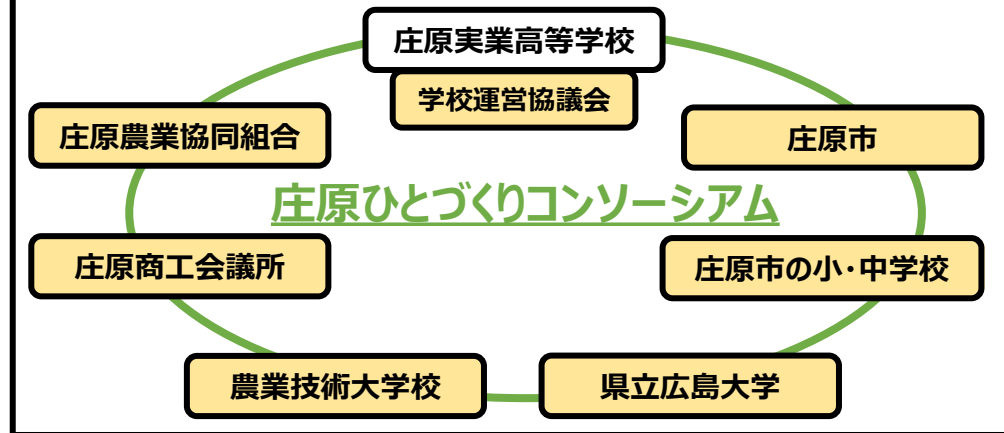 庄原実業高等学校
学校運営協議会
庄原農業協同組合
庄原市
庄原ひとづくりコンソーシアム
庄原商工会議所
庄原市の小・中学校
農業技術大学校
県立広島大学